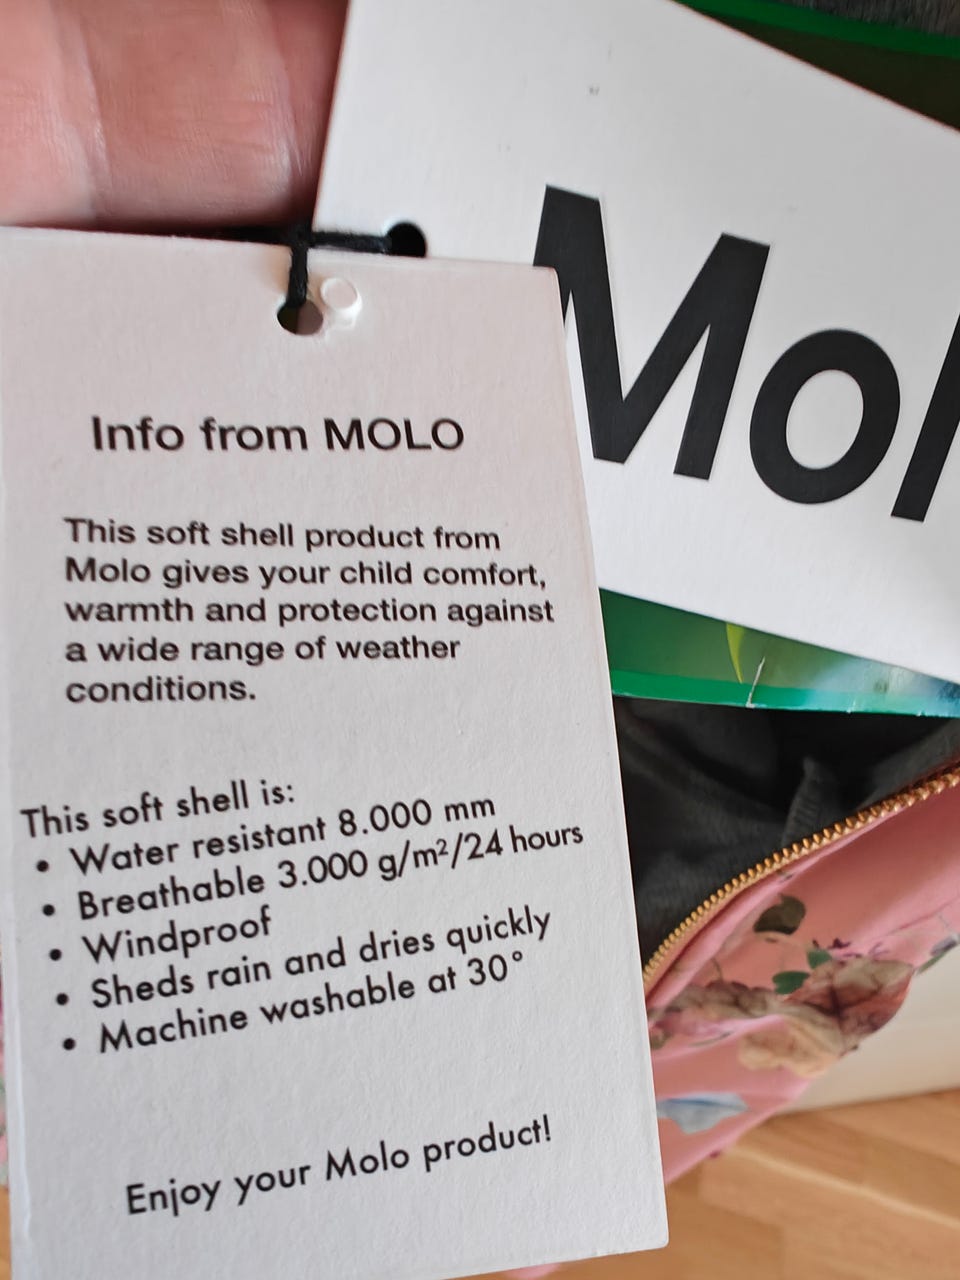 Mol
Info from MOLO
This soft shell product from
Molo gives your child comfort,
warmth and protection against
a wide range of weather
conditions.
This soft shell is:
• Water resistant 8.000 mm
• Breathable 3.000 g/m²/24 hours
• Windproof
• Sheds rain and dries quickly
• Machine washable at 30°
Enjoy your Molo product!